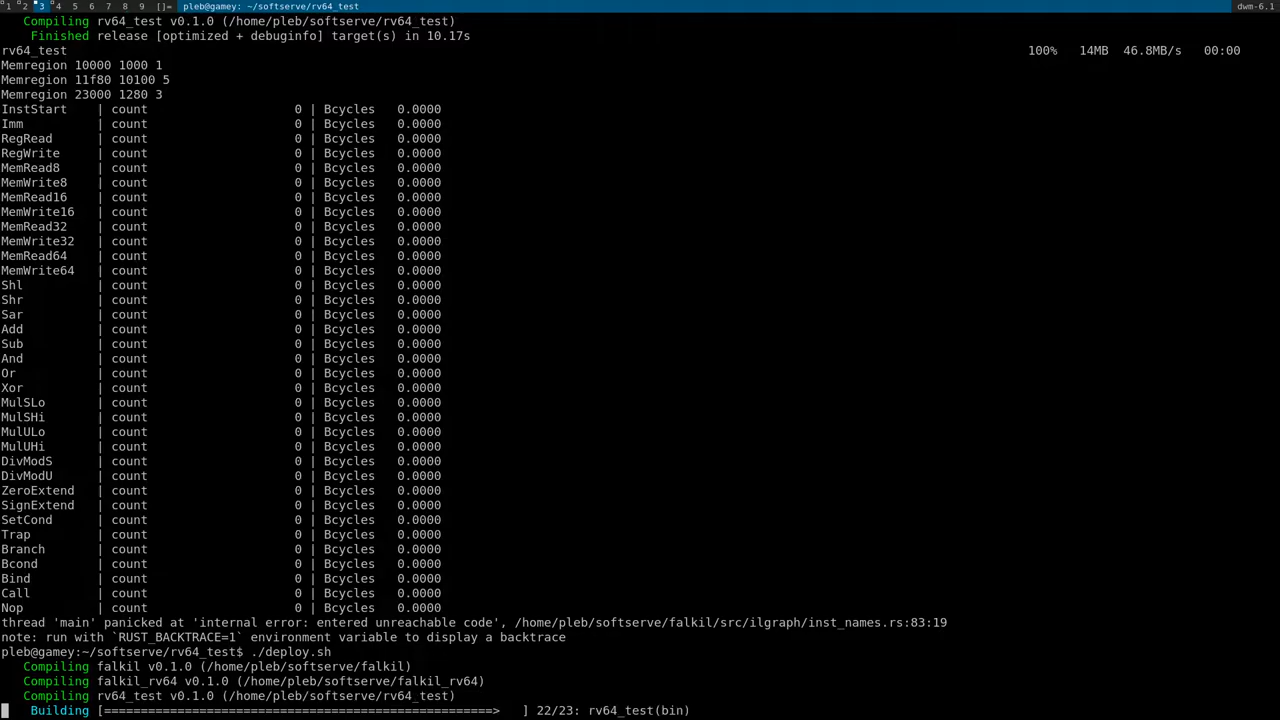 1 2 3 4 5 6 7 8 9 []= pleb@gamey: ~/softserve/rv64_test dwm-6.1
Compiling rv64_test v0.1.0 (/home/pleb/softserve/rv64_test)
Finished release [optimized + debuginfo] target(s) in 10.17s
rv64_test 100% 14MB 46.8MB/s 00:00
Memregion 10000 1000 1
Memregion 11f80 10100 5
Memregion 23000 1280 3
InstStart | count 0 | Bcycles 0.0000
Imm | count 0 | Bcycles 0.0000
RegRead | count 0 | Bcycles 0.0000
RegWrite | count 0 | Bcycles 0.0000
MemRead8 | count 0 | Bcycles 0.0000
MemWrite8 | count 0 | Bcycles 0.0000
MemRead16 | count 0 | Bcycles 0.0000
MemWrite16 | count 0 | Bcycles 0.0000
MemRead32 | count 0 | Bcycles 0.0000
MemWrite32 | count 0 | Bcycles 0.0000
MemRead64 | count 0 | Bcycles 0.0000
MemWrite64 | count 0 | Bcycles 0.0000
Shl | count 0 | Bcycles 0.0000
Shr | count 0 | Bcycles 0.0000
Sar | count 0 | Bcycles 0.0000
Add | count 0 | Bcycles 0.0000
Sub | count 0 | Bcycles 0.0000
And | count 0 | Bcycles 0.0000
Or | count 0 | Bcycles 0.0000
Xor | count 0 | Bcycles 0.0000
MulSLo | count 0 | Bcycles 0.0000
MulSHi | count 0 | Bcycles 0.0000
MulULo | count 0 | Bcycles 0.0000
MulUHi | count 0 | Bcycles 0.0000
DivModS | count 0 | Bcycles 0.0000
DivModU | count 0 | Bcycles 0.0000
ZeroExtend | count 0 | Bcycles 0.0000
SignExtend | count 0 | Bcycles 0.0000
SetCond | count 0 | Bcycles 0.0000
Trap | count 0 | Bcycles 0.0000
Branch | count 0 | Bcycles 0.0000
Bcond | count 0 | Bcycles 0.0000
Bind | count 0 | Bcycles 0.0000
Call | count 0 | Bcycles 0.0000
Nop | count 0 | Bcycles 0.0000
thread 'main' panicked at 'internal error: entered unreachable code', /home/pleb/softserve/falkil/src/ilgraph/inst_names.rs:83:19
note: run with `RUST_BACKTRACE=1` environment variable to display a backtrace
pleb@gamey:~/softserve/rv64_test$ ./deploy.sh
Compiling falkil v0.1.0 (/home/pleb/softserve/falkil)
Compiling falkil_rv64 v0.1.0 (/home/pleb/softserve/falkil_rv64)
Compiling rv64_test v0.1.0 (/home/pleb/softserve/rv64_test)
Building [=====================================================> ] 22/23: rv64_test(bin)